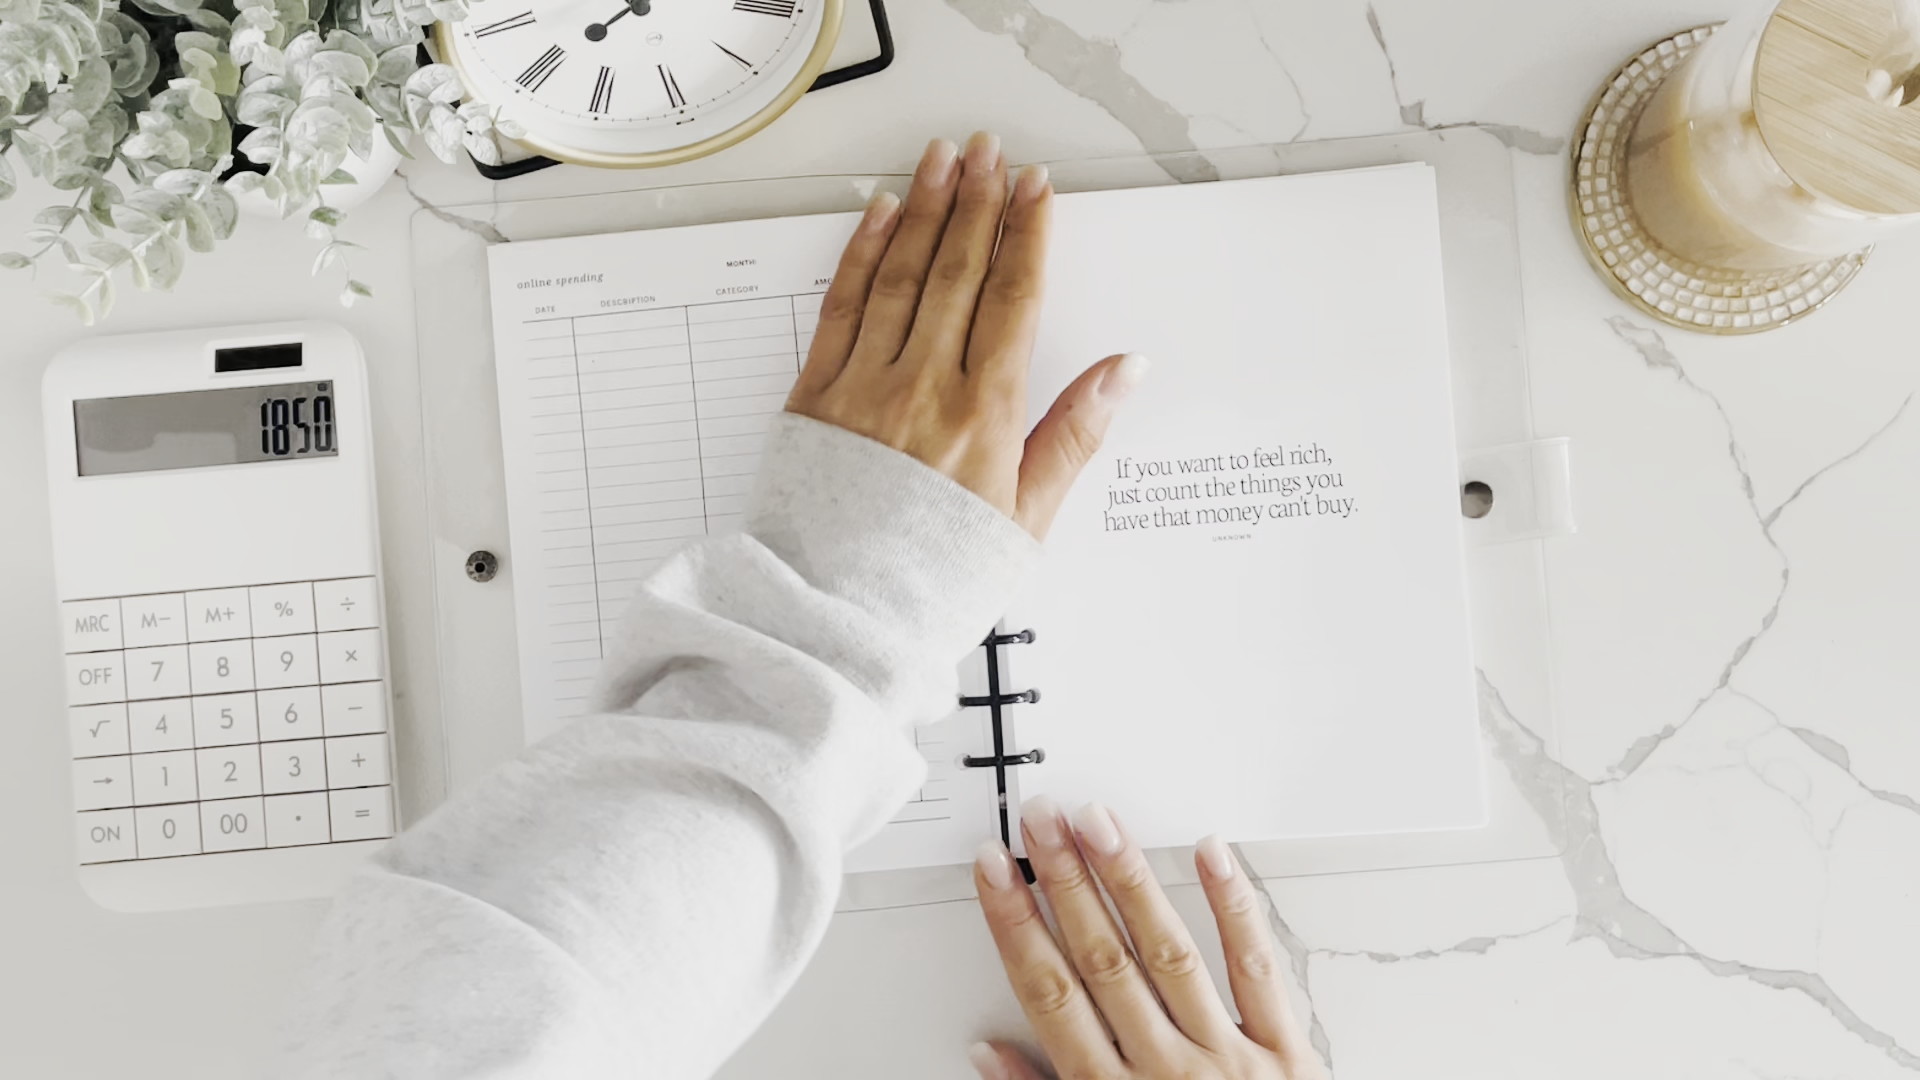 online spending
MONTH:
DATE DESCRIPTION CATEGORY
If you want to feel rich,
just count the things you
have that money can't buy.
UNKNOWN
1850.
MRC M− M+ % ÷
OFF 7 8 9 ×
√ 4 5 6 −
→ 1 2 3 +
ON 0 00 · =